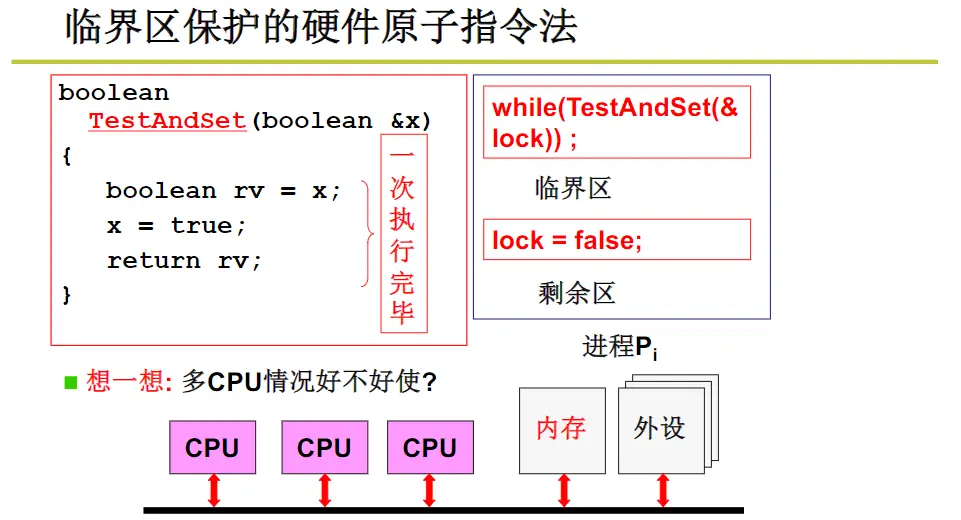 临界区保护的硬件原子指令法
boolean
TestAndSet(boolean &x)
{
boolean rv = x;
x = true;
return rv;
}
一次执行完毕
while(TestAndSet(&
lock)) ;
临界区
lock = false;
剩余区
进程Pi
想一想: 多CPU情况好不好使?
CPU
CPU
CPU
内存
外设